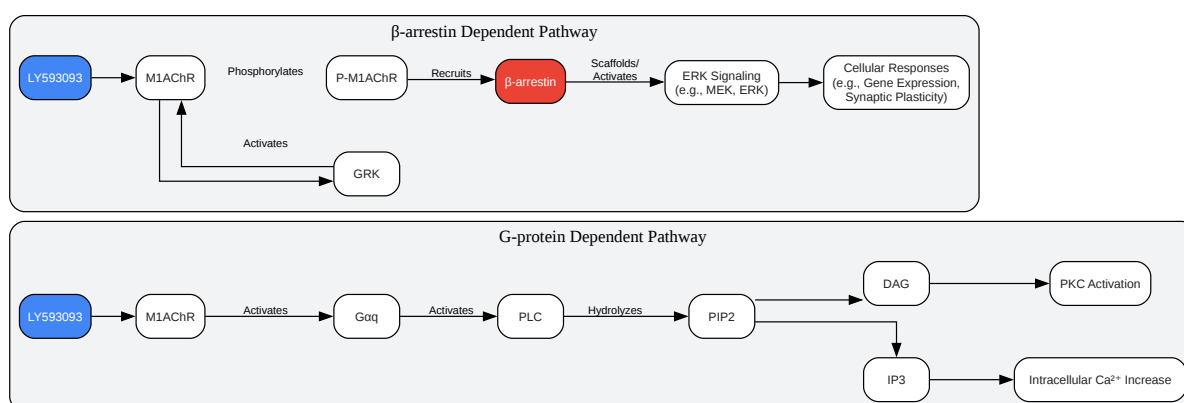 β-arrestin Dependent Pathway
LY593093
M1AChR
Phosphorylates
P-M1AChR
Recruits
β-arrestin
Scaffolds/
Activates
ERK Signaling
(e.g., MEK, ERK)
Cellular Responses
(e.g., Gene Expression,
Synaptic Plasticity)
Activates
GRK
G-protein Dependent Pathway
LY593093
M1AChR
Activates
Gαq
Activates
PLC
Hydrolyzes
PIP2
DAG
PKC Activation
IP3
Intracellular Ca²⁺ Increase